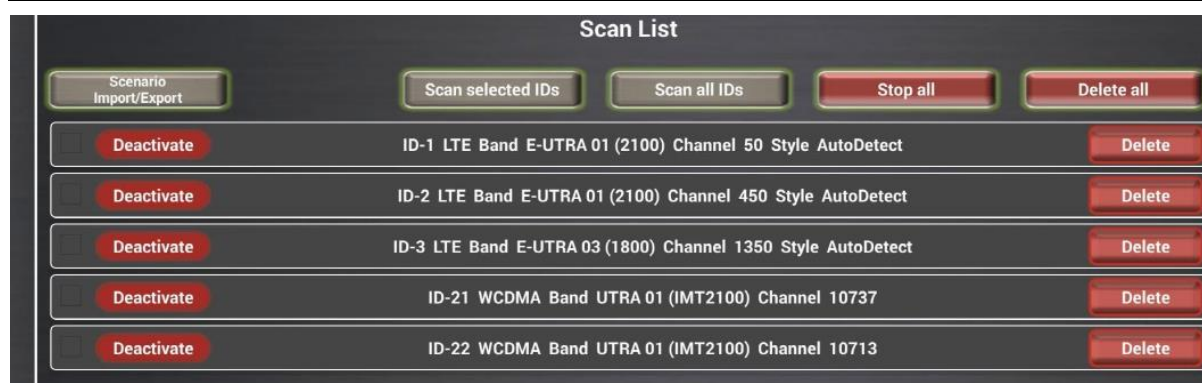 Scan List
Scenario
Import/Export
Scan selected IDs
Scan all IDs
Stop all
Delete all
Deactivate ID-1 LTE Band E-UTRA 01 (2100) Channel 50 Style AutoDetect Delete
Deactivate ID-2 LTE Band E-UTRA 01 (2100) Channel 450 Style AutoDetect Delete
Deactivate ID-3 LTE Band E-UTRA 03 (1800) Channel 1350 Style AutoDetect Delete
Deactivate ID-21 WCDMA Band UTRA 01 (IMT2100) Channel 10737 Delete
Deactivate ID-22 WCDMA Band UTRA 01 (IMT2100) Channel 10713 Delete